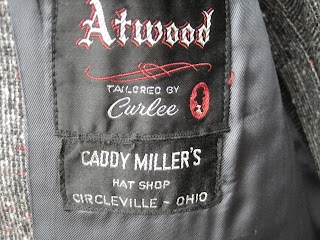 Atwood
TAILORED BY
Curlee
CADDY MILLER'S
HAT SHOP
CIRCLEVILLE - OHIO